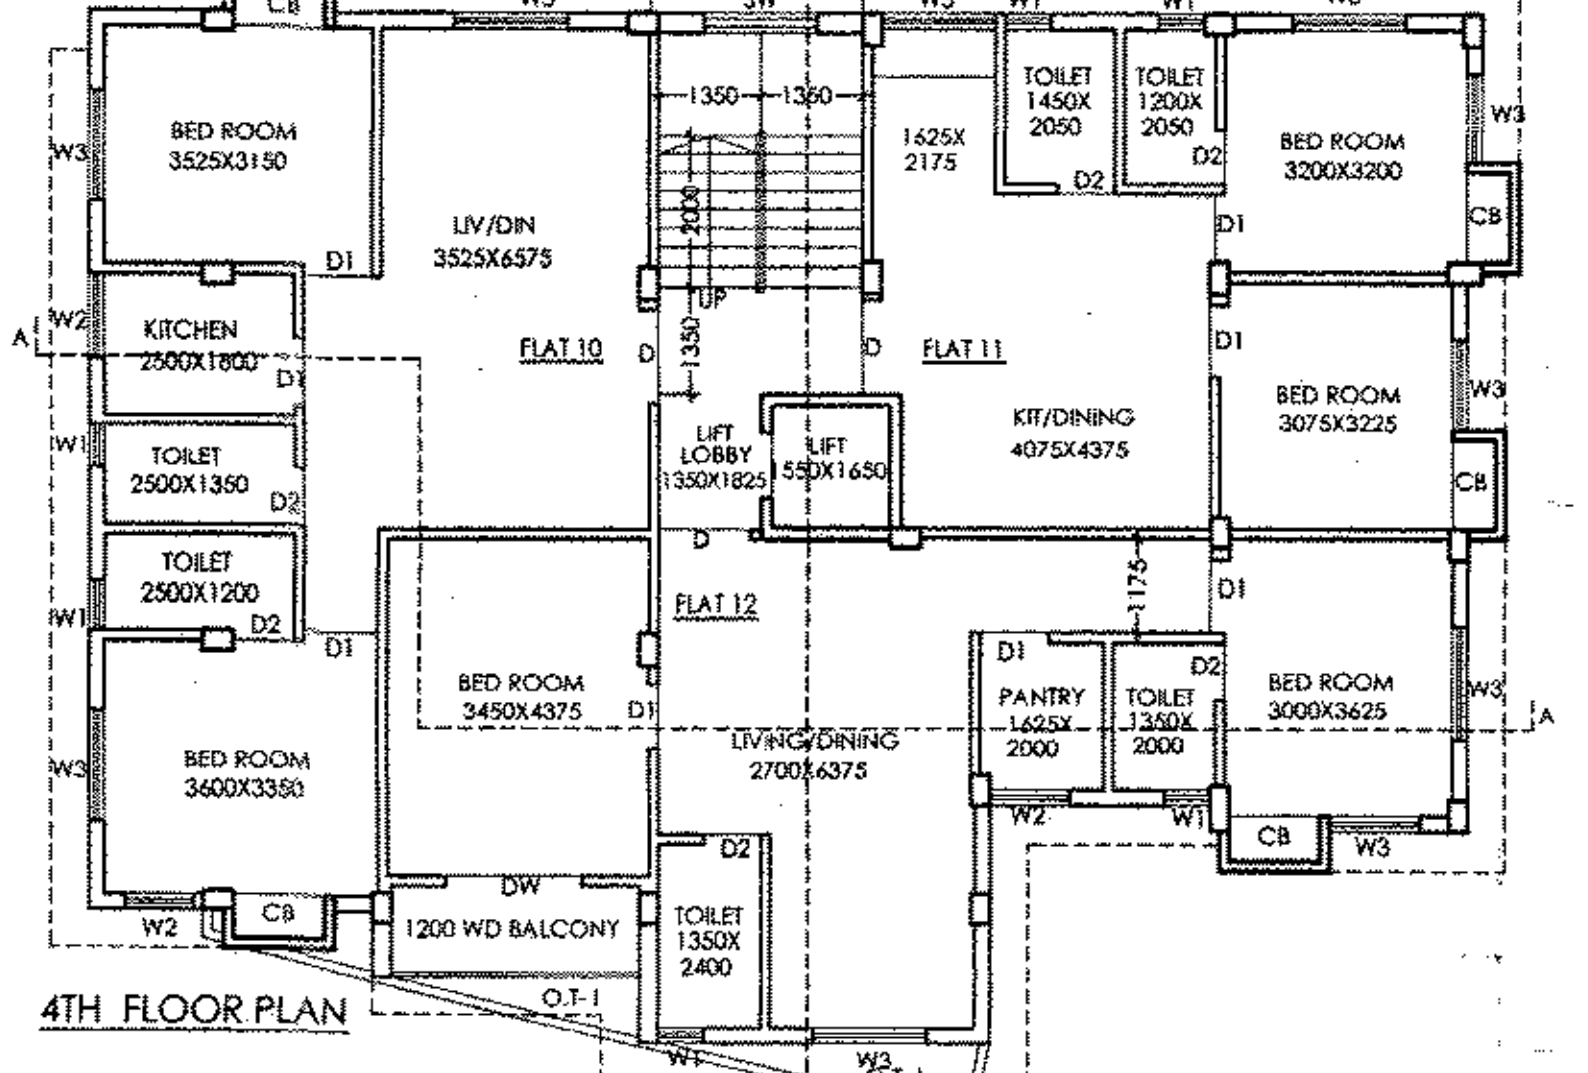 CB
W1
W1
BED ROOM
3525X3150
W3
LIV/DIN
3525X6575
1350
1350
2000
UP
1350
1625X
2175
TOILET
1450X
2050
D2
TOILET
1200X
2050
D2
BED ROOM
3200X3200
W3
CB
D1
D1
KITCHEN
2500X1800
W2
A
D1
FLAT 10
D
D
FLAT 11
D1
BED ROOM
3075X3225
W3
CB
KIT/DINING
4075X4375
LIFT
LOBBY
1350X1825
LIFT
1550X1650
W1
TOILET
2500X1350
D2
TOILET
2500X1200
W1
D2
D1
D
FLAT 12
1175
D1
BED ROOM
3450X4375
D1
D1
PANTRY
1625X
2000
D2
TOILET
1350X
2000
BED ROOM
3000X3625
W3
A
LIVING/DINING
2700X6375
BED ROOM
3600X3350
W3
W2
W1
CB
W3
D2
DW
W2
CB
1200 WD BALCONY
TOILET
1350X
2400
O.T-1
4TH FLOOR PLAN
W1
W3